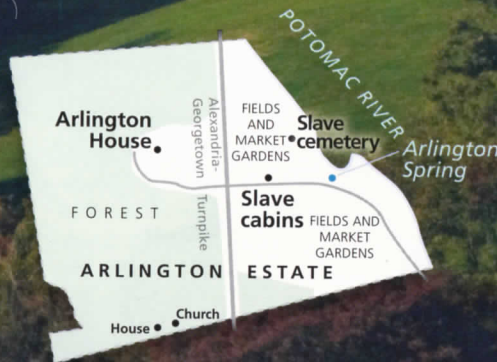 POTOMAC RIVER
Arlington
House
Alexandria-
Georgetown Turnpike
FIELDS
AND
MARKET
GARDENS
Slave
cemetery
Arlington
Spring
Slave
cabins
FIELDS AND
MARKET
GARDENS
FOREST
ARLINGTON ESTATE
Church
House